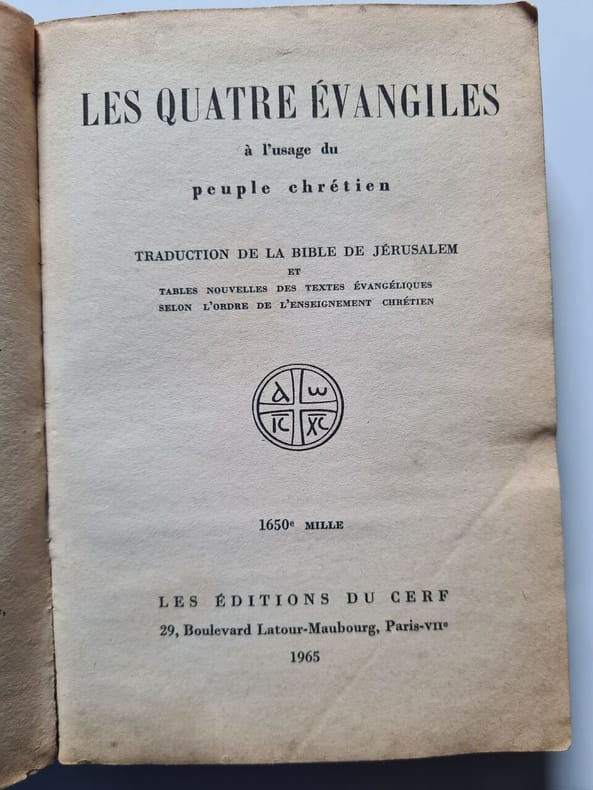 LES QUATRE ÉVANGILES
à l'usage du
peuple chrétien
TRADUCTION DE LA BIBLE DE JÉRUSALEM
ET
TABLES NOUVELLES DES TEXTES ÉVANGÉLIQUES
SELON L'ORDRE DE L'ENSEIGNEMENT CHRÉTIEN
λ ω
IC XC
1650e MILLE
LES ÉDITIONS DU CERF
29, Boulevard Latour-Maubourg, Paris-VIIe
1965